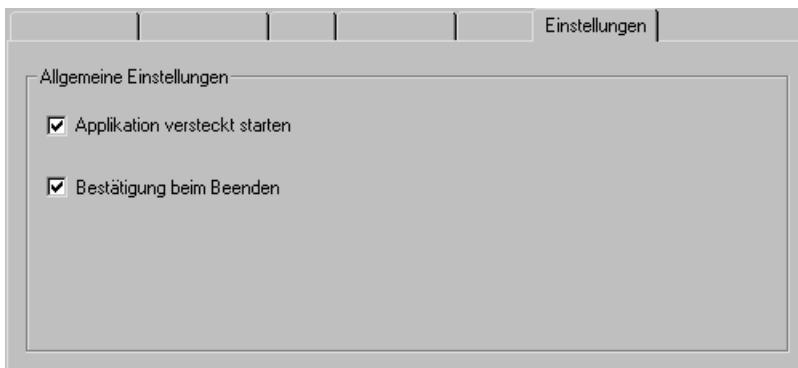 Einstellungen
Allgemeine Einstellungen
Applikation versteckt starten
Bestätigung beim Beenden